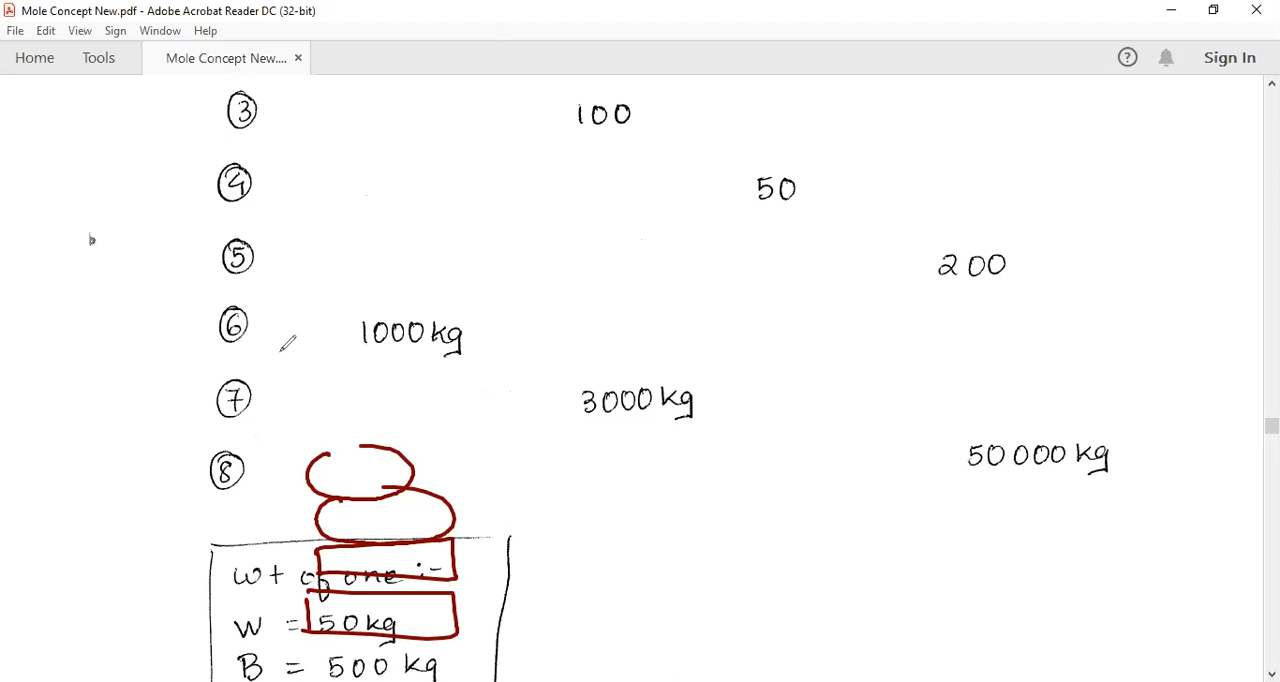 Mole Concept New.pdf - Adobe Acrobat Reader DC (32-bit)
File Edit View Sign Window Help
Home Tools Mole Concept New.... × Sign In
3 100
4 50
5 200
6 1000 kg
7 3000 kg
8 50 000 kg
wt of one :-
W = 50 kg
B = 500 kg